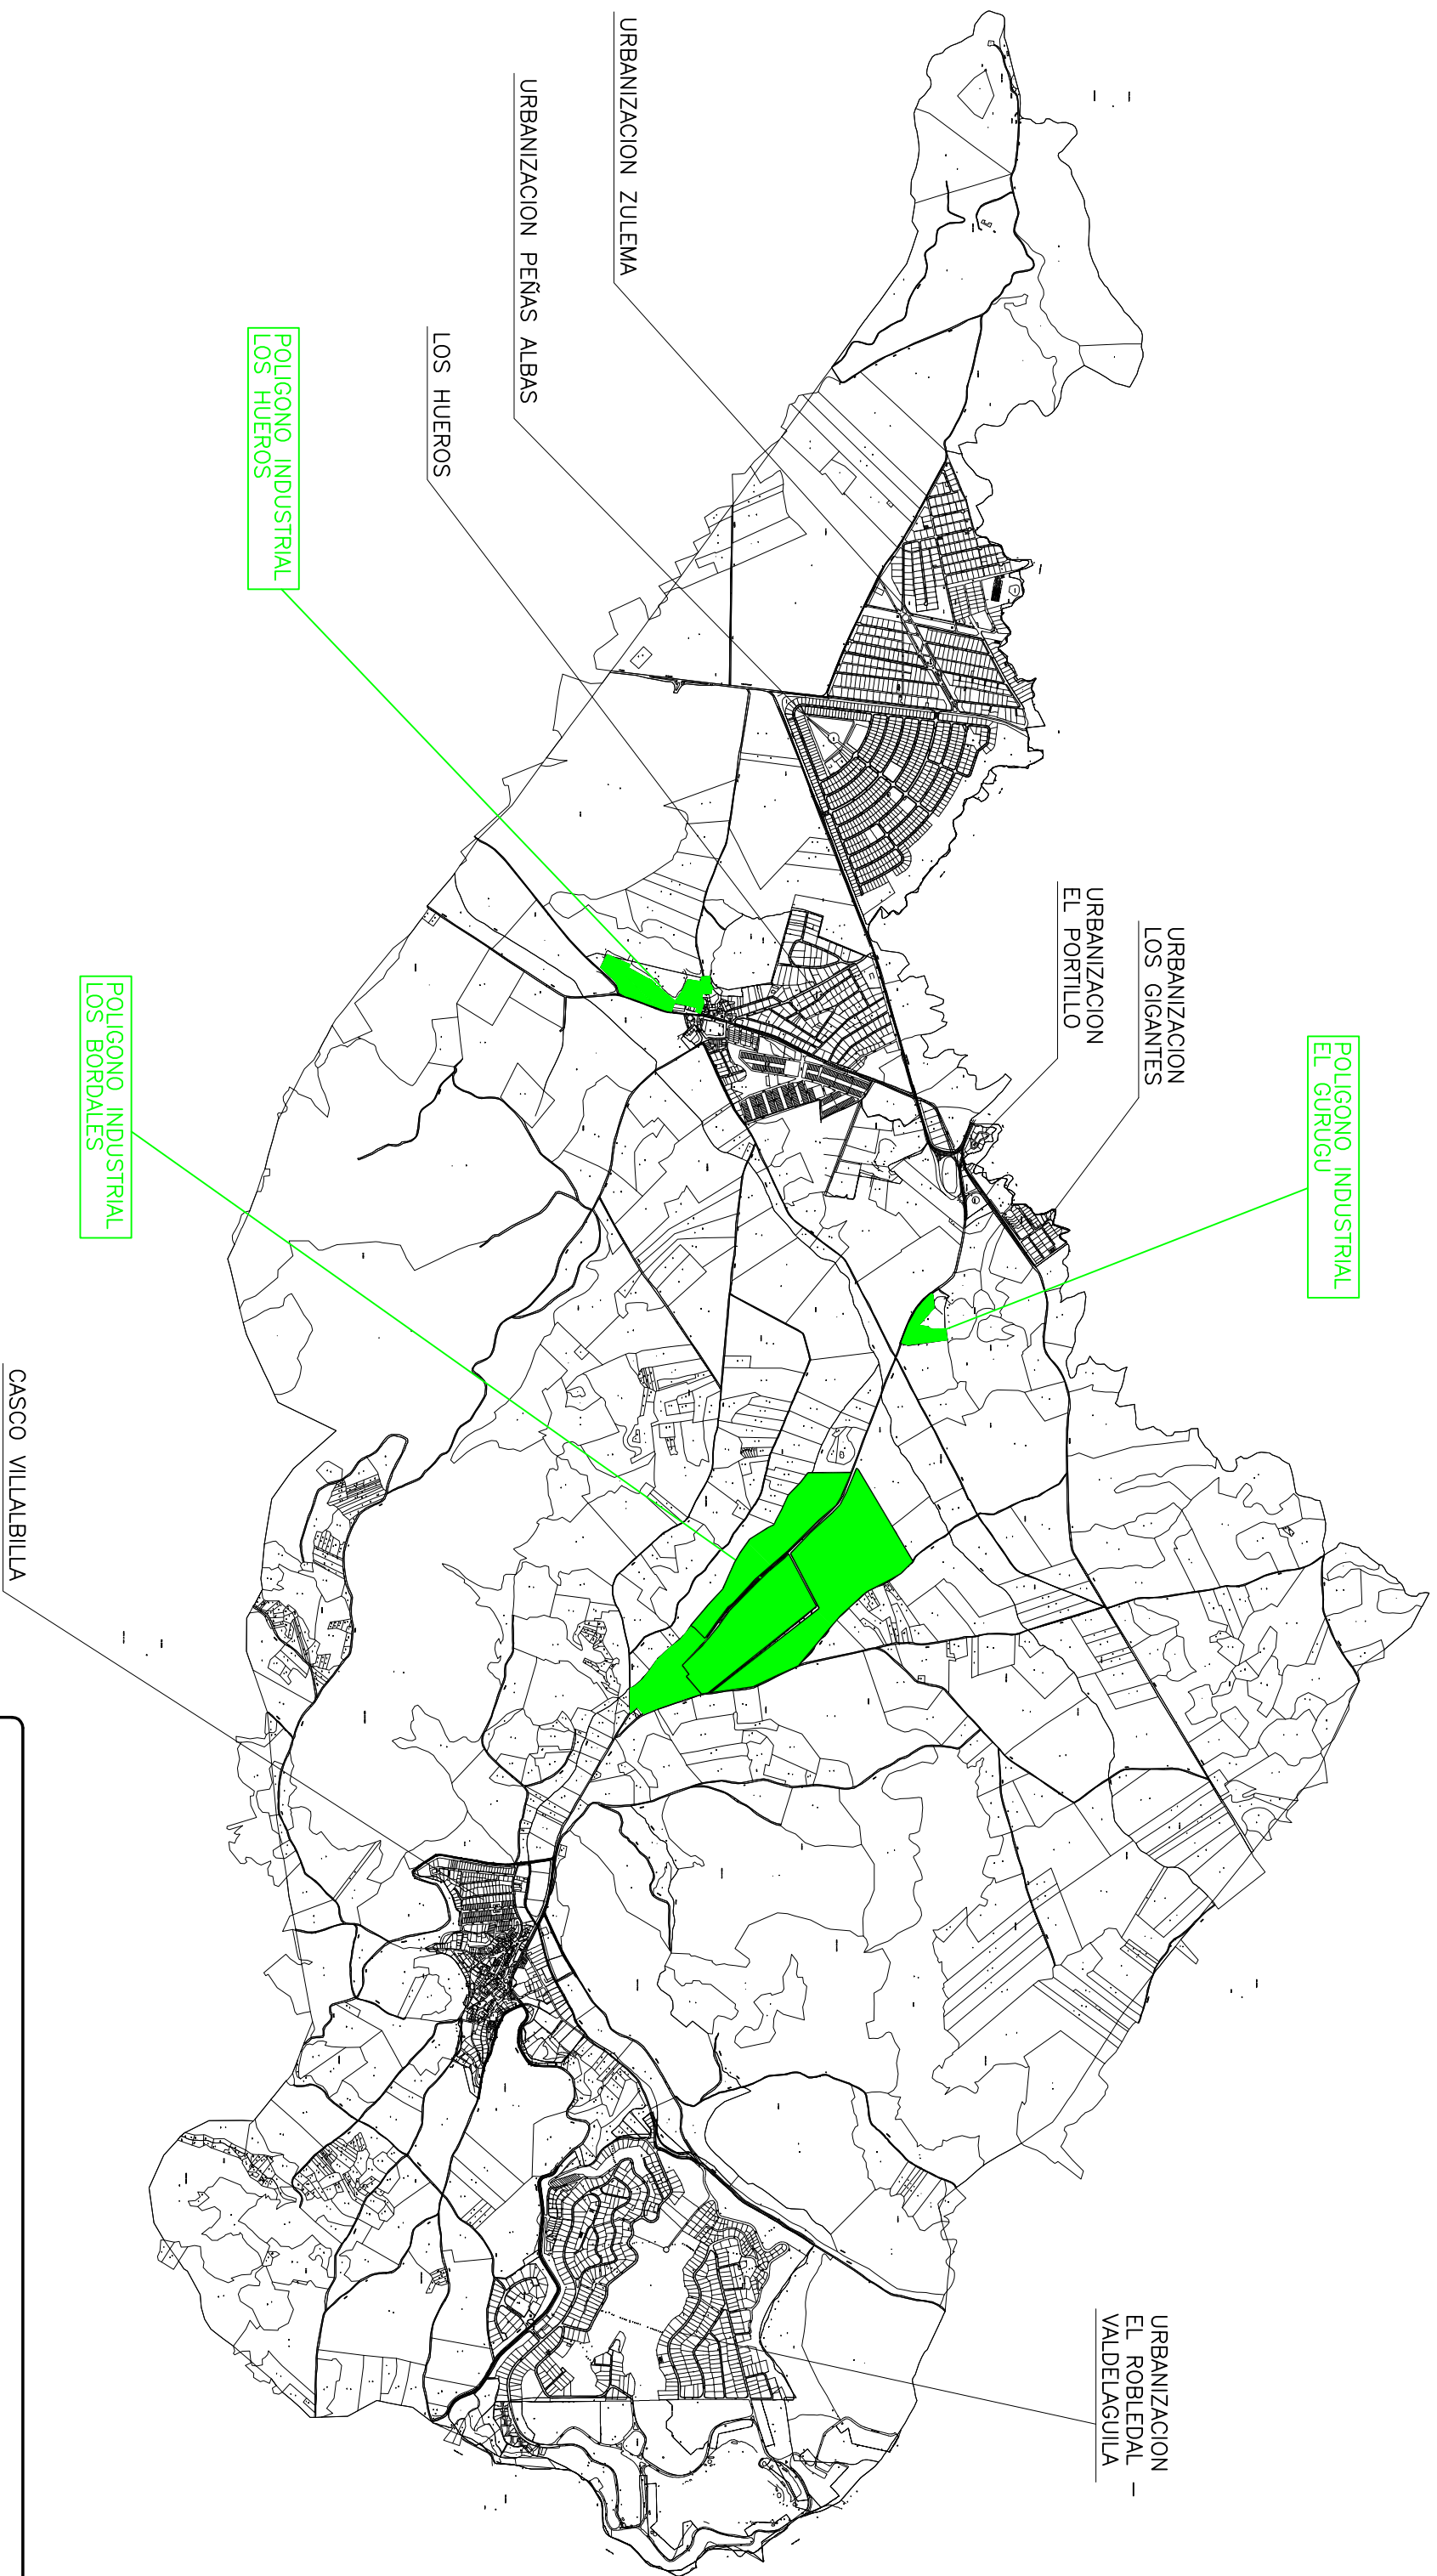 POLIGONO INDUSTRIAL
EL GURUGU
URBANIZACION
LOS GIGANTES
URBANIZACION
EL PORTILLO
URBANIZACION
EL ROBLEDAL –
VALDELAGUILA
URBANIZACION ZULEMA
URBANIZACION PEÑAS ALBAS
LOS HUEROS
POLIGONO INDUSTRIAL
LOS HUEROS
POLIGONO INDUSTRIAL
LOS BORDALES
CASCO VILLALBILLA